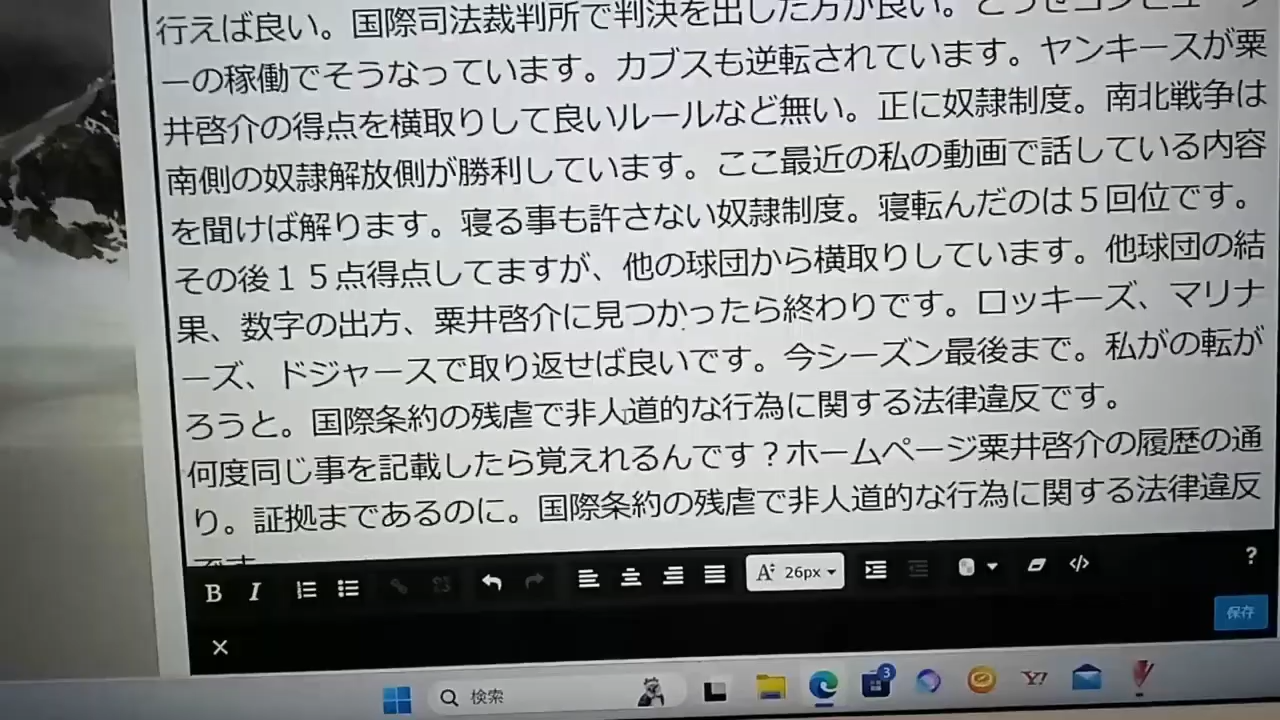 行えば良い。国際司法裁判所で判決を出した方が良い。どうせコンピュータ
ーの稼働でそうなっています。カブスも逆転されています。ヤンキースが粟
井啓介の得点を横取りして良いルールなど無い。正に奴隷制度。南北戦争は
南側の奴隷解放側が勝利しています。ここ最近の私の動画で話している内容
を聞けば解ります。寝る事も許さない奴隷制度。寝転んだのは５回位です。
その後１５点得点してますが、他の球団から横取りしています。他球団の結
果、数字の出方、粟井啓介に見つかったら終わりです。ロッキーズ、マリナ
ーズ、ドジャースで取り返せば良いです。今シーズン最後まで。私がの転が
ろうと。国際条約の残虐で非人道的な行為に関する法律違反です。
何度同じ事を記載したら覚えれるんです？ホームページ粟井啓介の履歴の通
り。証拠まであるのに。国際条約の残虐で非人道的な行為に関する法律違反
です
B I A 26px </> ?
保存
×
検索
3
Y!